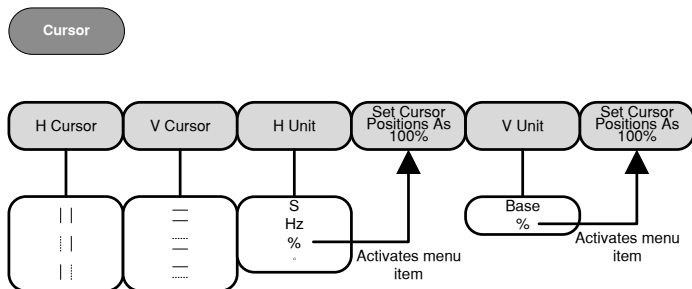 Cursor
H Cursor
V Cursor
H Unit
Set Cursor
Positions As
100%
V Unit
Set Cursor
Positions As
100%
S
Hz
%
°
Activates menu
item
Base
%
Activates menu
item